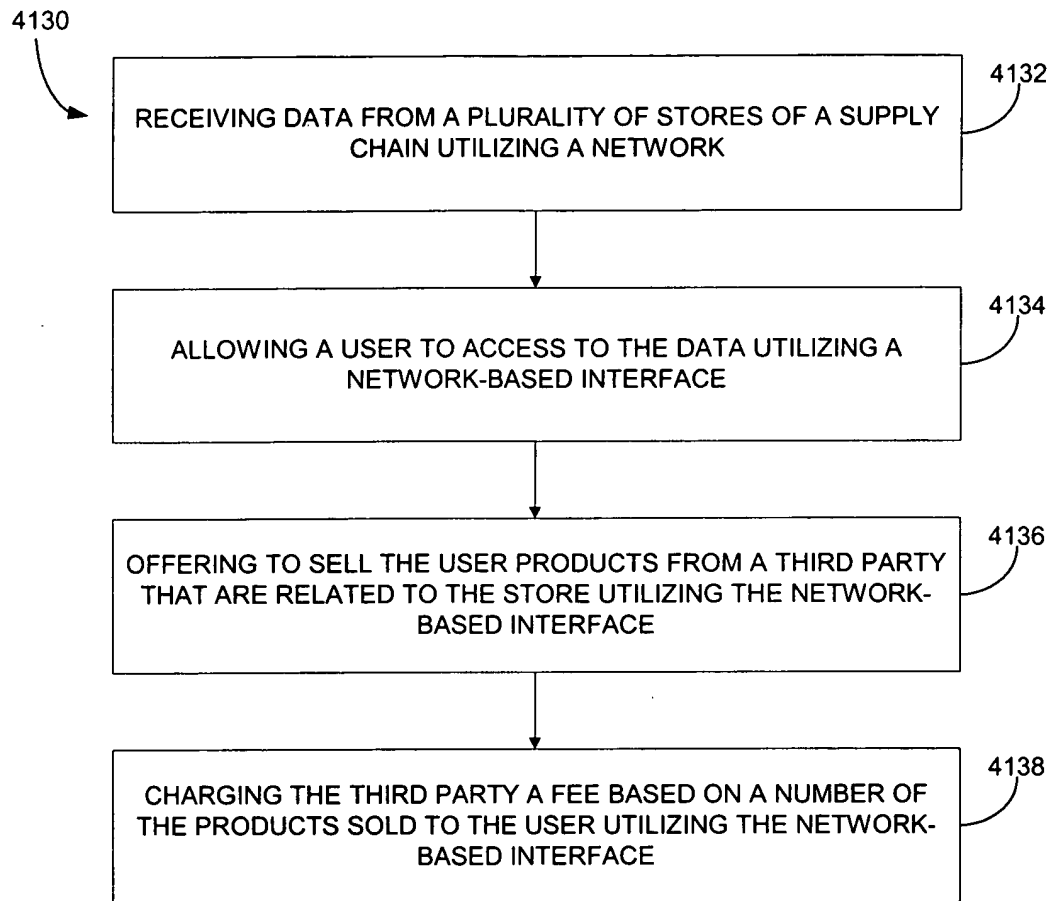 4130
4132
RECEIVING DATA FROM A PLURALITY OF STORES OF A SUPPLY
CHAIN UTILIZING A NETWORK
4134
ALLOWING A USER TO ACCESS TO THE DATA UTILIZING A
NETWORK-BASED INTERFACE
4136
OFFERING TO SELL THE USER PRODUCTS FROM A THIRD PARTY
THAT ARE RELATED TO THE STORE UTILIZING THE NETWORK-
BASED INTERFACE
4138
CHARGING THE THIRD PARTY A FEE BASED ON A NUMBER OF
THE PRODUCTS SOLD TO THE USER UTILIZING THE NETWORK-
BASED INTERFACE